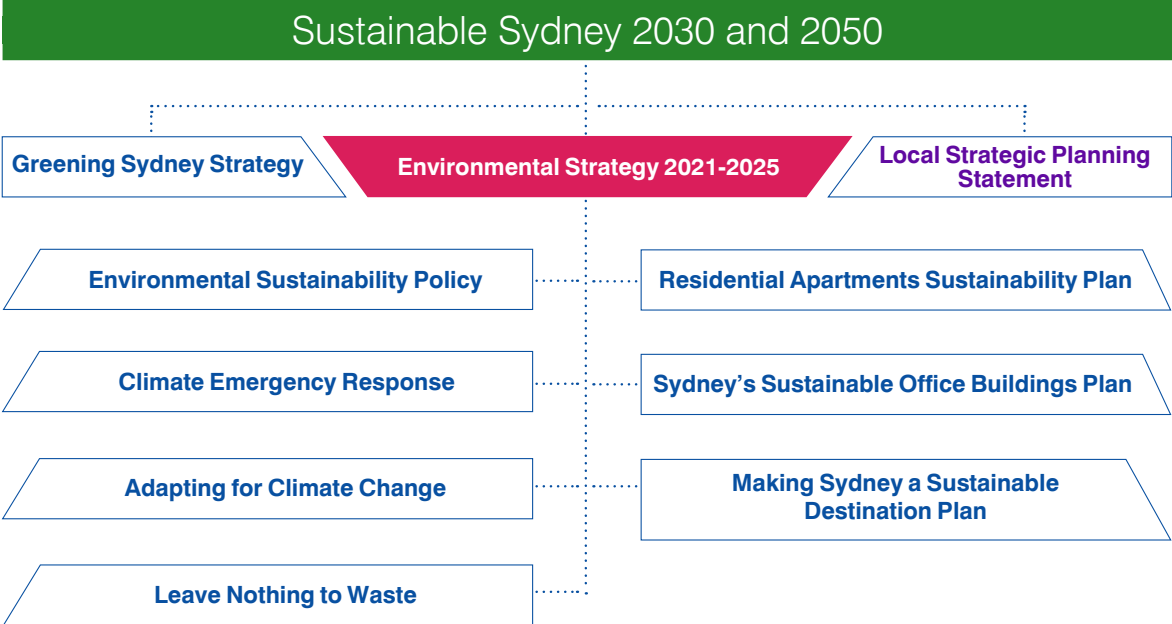 Sustainable Sydney 2030 and 2050
Greening Sydney Strategy
Environmental Strategy 2021-2025
Local Strategic Planning
Statement
Environmental Sustainability Policy
Residential Apartments Sustainability Plan
Climate Emergency Response
Sydney’s Sustainable Office Buildings Plan
Adapting for Climate Change
Making Sydney a Sustainable
Destination Plan
Leave Nothing to Waste